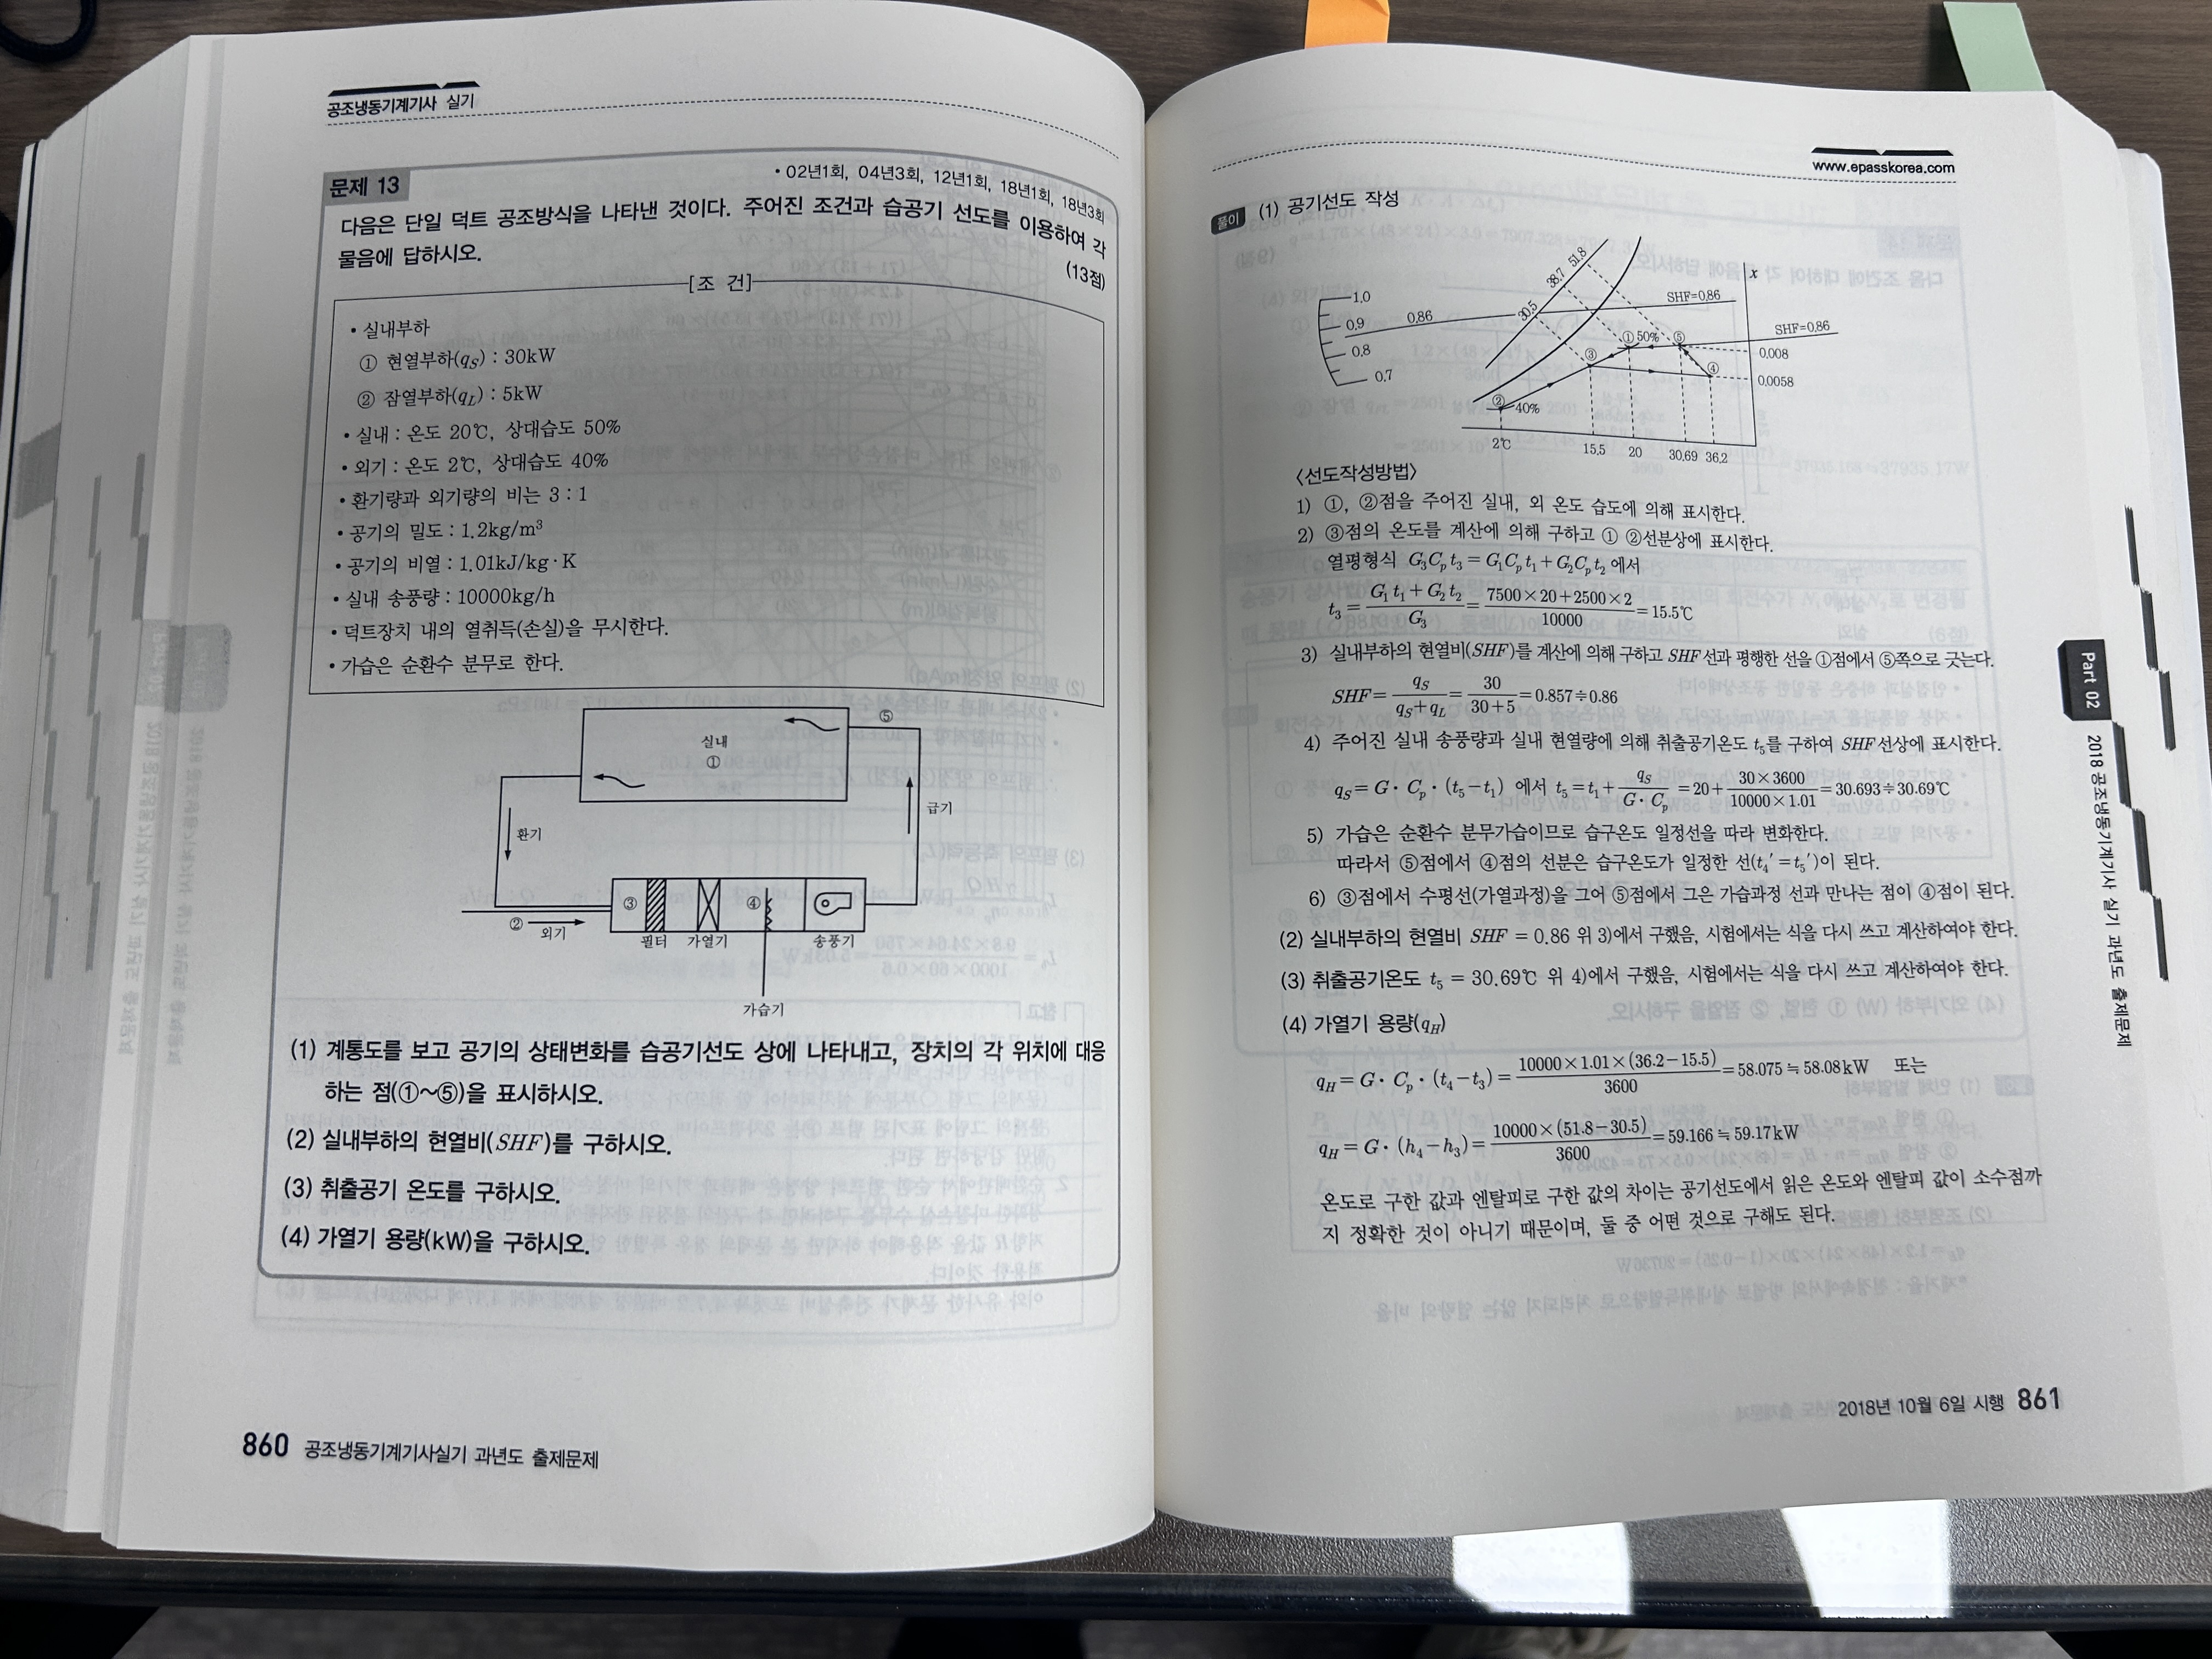 공조냉동기계기사 실기
문제 13
• 02년1회, 04년3회, 12년1회, 18년1회, 18년3회
다음은 단일 덕트 공조방식을 나타낸 것이다. 주어진 조건과 습공기 선도를 이용하여 각
물음에 답하시오.
(13점)
[조 건]
• 실내부하
① 현열부하(qS) : 30kW
② 잠열부하(qL) : 5kW
• 실내 : 온도 20℃, 상대습도 50%
• 외기 : 온도 2℃, 상대습도 40%
• 환기량과 외기량의 비는 3 : 1
• 공기의 밀도 : 1.2kg/m³
• 공기의 비열 : 1.01kJ/kg · K
• 실내 송풍량 : 10000kg/h
• 덕트장치 내의 열취득(손실)을 무시한다.
• 가습은 순환수 분무로 한다.
⑤
실내
①
환기
급기
③
④
②
외기
필터
가열기
송풍기
가습기
(1) 계통도를 보고 공기의 상태변화를 습공기선도 상에 나타내고, 장치의 각 위치에 대응
하는 점(①~⑤)을 표시하시오.
(2) 실내부하의 현열비(SHF)를 구하시오.
(3) 취출공기 온도를 구하시오.
(4) 가열기 용량(kW)을 구하시오.
860 공조냉동기계기사실기 과년도 출제문제
www.epasskorea.com
풀이 (1) 공기선도 작성
51.8
38.7
30.5
x
1.0
0.9
0.8
0.7
0.86
SHF=0.86
SHF=0.86
① 50%
⑤
③
④
0.008
0.0058
② 40%
2℃ 15.5 20 30.69 36.2
〈선도작성방법〉
1) ①, ②점을 주어진 실내, 외 온도 습도에 의해 표시한다.
2) ③점의 온도를 계산에 의해 구하고 ① ②선분상에 표시한다.
열평형식 G₃Cpt₃ = G₁Cpt₁ + G₂Cpt₂ 에서
t₃ = (G₁t₁ + G₂t₂)/G₃ = (7500×20+2500×2)/10000 = 15.5℃
3) 실내부하의 현열비(SHF)를 계산에 의해 구하고 SHF선과 평행한 선을 ①점에서 ⑤쪽으로 긋는다.
SHF = qS/(qS+qL) = 30/(30+5) = 0.857≑0.86
4) 주어진 실내 송풍량과 실내 현열량에 의해 취출공기온도 t₅를 구하여 SHF선상에 표시한다.
qS = G · Cp · (t₅−t₁) 에서 t₅ = t₁ + qS/(G · Cp) = 20 + (30×3600)/(10000×1.01) = 30.693≑30.69℃
5) 가습은 순환수 분무가습이므로 습구온도 일정선을 따라 변화한다.
따라서 ⑤점에서 ④점의 선분은 습구온도가 일정한 선(t₄′ = t₅′)이 된다.
6) ③점에서 수평선(가열과정)을 그어 ⑤점에서 그은 가습과정 선과 만나는 점이 ④점이 된다.
(2) 실내부하의 현열비 SHF = 0.86 위 3)에서 구했음, 시험에서는 식을 다시 쓰고 계산하여야 한다.
(3) 취출공기온도 t₅ = 30.69℃ 위 4)에서 구했음, 시험에서는 식을 다시 쓰고 계산하여야 한다.
(4) 가열기 용량(qH)
qH = G · Cp · (t₄−t₃) = (10000×1.01×(36.2−15.5))/3600 = 58.075≒58.08kW 또는
qH = G · (h₄−h₃) = (10000×(51.8−30.5))/3600 = 59.166≒59.17kW
온도로 구한 값과 엔탈피로 구한 값의 차이는 공기선도에서 읽은 온도와 엔탈피 값이 소수점까
지 정확한 것이 아니기 때문이며, 둘 중 어떤 것으로 구해도 된다.
Part 02
2018 공조냉동기계기사 실기 과년도 출제문제
2018년 10월 6일 시행 861